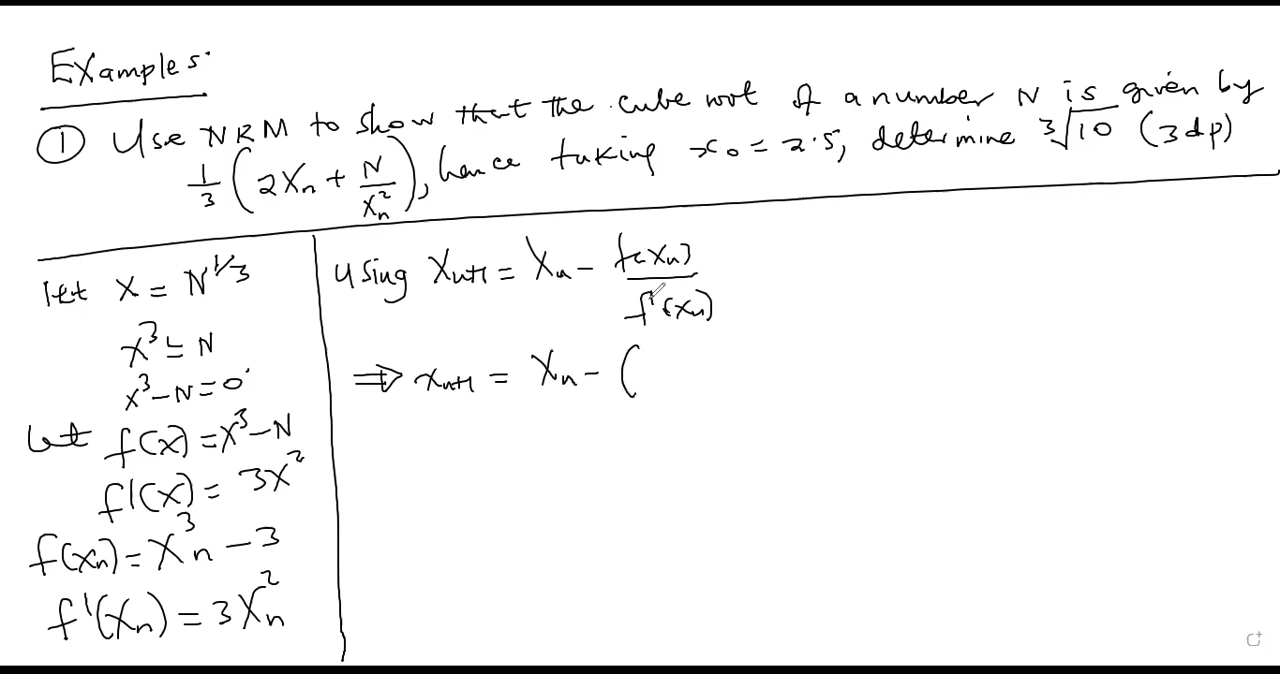 Examples.
① Use NRM to show that the cube root of a number N is given by
1/3 (2Xn + N/Xn²), hence taking x₀ = 2.5, determine ³√10 (3dp)
let X = N^1/3
x³ = N
x³ - N = 0
let f(x) = x³ - N
f'(x) = 3x²
f(xn) = x³n - 3
f'(xn) = 3Xn²
using Xn+1 = Xn - f(xn)/f'(xn)
⇒ xn+1 = Xn - (